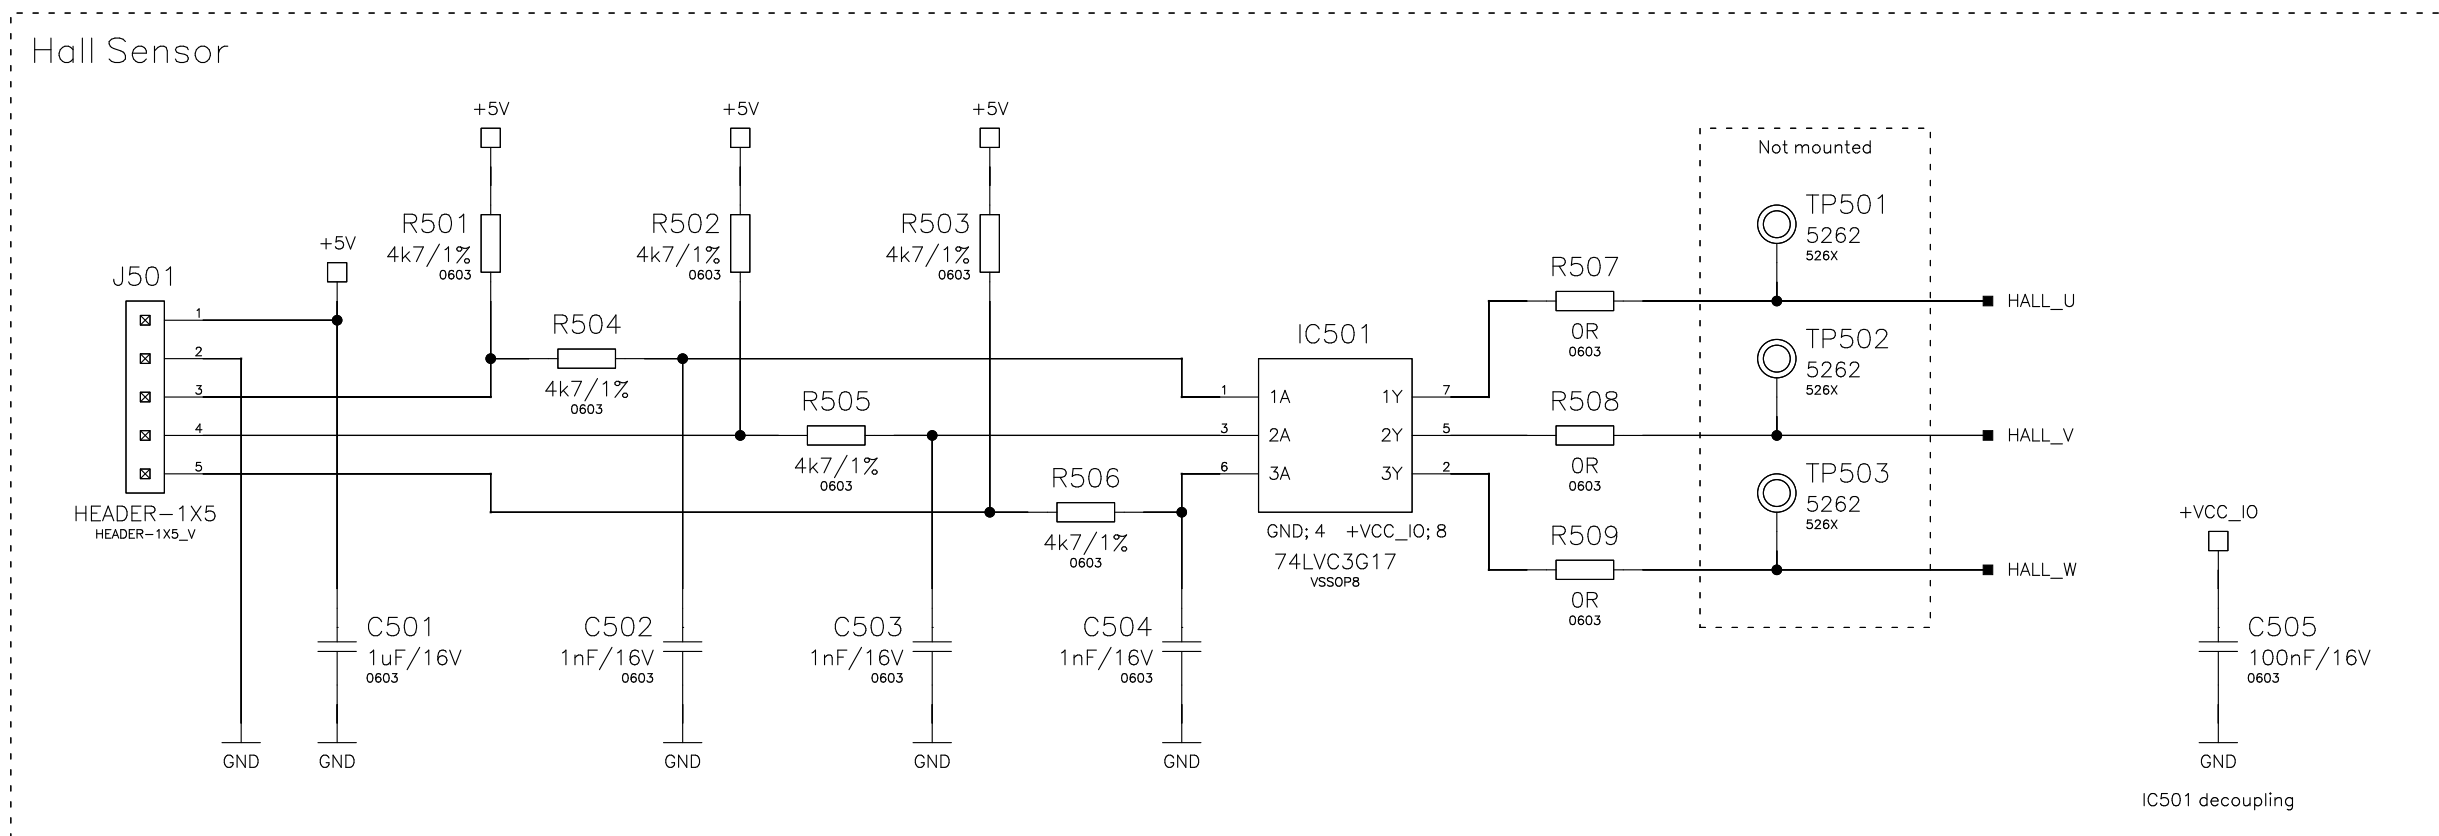 Hall Sensor
+5V
+5V
+5V
R501
4k7/1%
0603
R502
4k7/1%
0603
R503
4k7/1%
0603
+5V
J501
1
2
3
4
5
HEADER-1X5
HEADER-1X5_V
R504
4k7/1%
0603
R505
4k7/1%
0603
R506
4k7/1%
0603
IC501
1
1A
1Y
7
3
2A
2Y
5
6
3A
3Y
2
GND; 4
+VCC_IO; 8
74LVC3G17
VSSOP8
R507
0R
0603
R508
0R
0603
R509
0R
0603
Not mounted
TP501
5262
526X
TP502
5262
526X
TP503
5262
526X
HALL_U
HALL_V
HALL_W
C501
1uF/16V
0603
C502
1nF/16V
0603
C503
1nF/16V
0603
C504
1nF/16V
0603
+VCC_IO
C505
100nF/16V
0603
GND
GND
GND
GND
GND
GND
IC501 decoupling